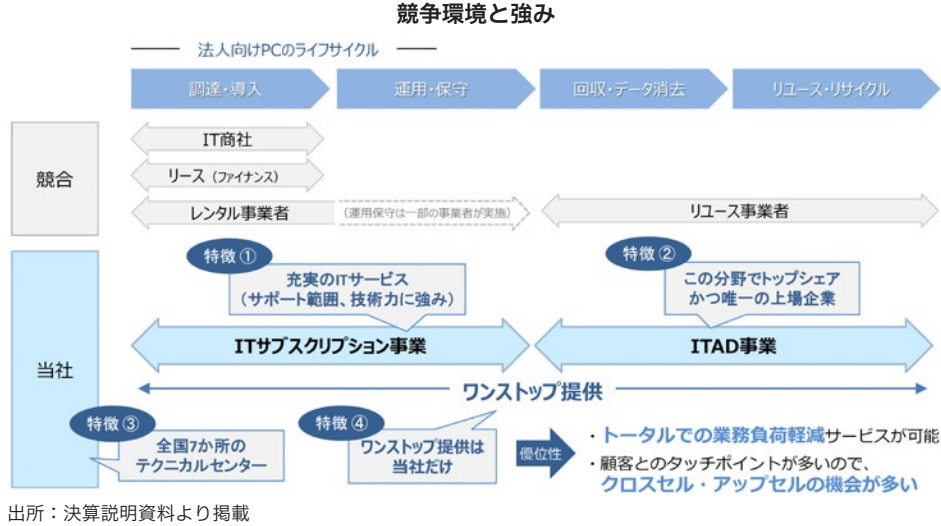 競争環境と強み
法人向けPCのライフサイクル
調達・導入
運用・保守
回収・データ消去
リユース・リサイクル
競合
IT商社
リース（ファイナンス）
レンタル事業者
（運用保守は一部の事業者が実施）
リユース事業者
当社
特徴①
充実のITサービス
（サポート範囲、技術力に強み）
特徴②
この分野でトップシェア
かつ唯一の上場企業
ITサブスクリプション事業
ITAD事業
ワンストップ提供
特徴③
全国7か所の
テクニカルセンター
特徴④
ワンストップ提供は
当社だけ
優位性
・トータルでの業務負荷軽減サービスが可能
・顧客とのタッチポイントが多いので、
クロスセル・アップセルの機会が多い
出所：決算説明資料より掲載